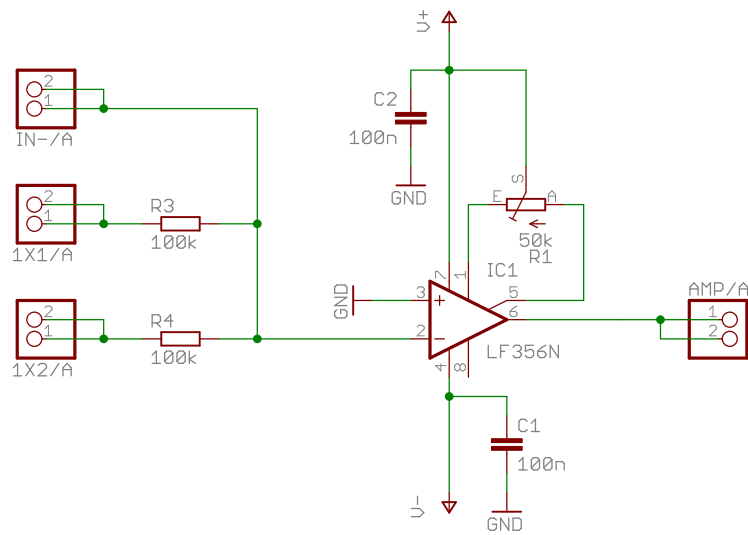 V+
2
1
IN-/A
C2
100n
GND
S
E
A
50k
R1
2
1
1X1/A
R3
100k
7
1
IC1
GND
3
+
5
6
AMP/A
1
2
2
1
1X2/A
R4
100k
2
-
LF356N
4
8
C1
100n
V-
GND